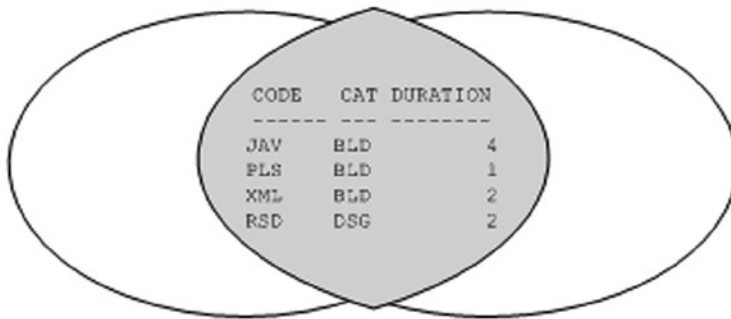 CODE CAT DURATION
------ --- --------
JAV BLD 4
PLS BLD 1
XML BLD 2
RSD DSG 2